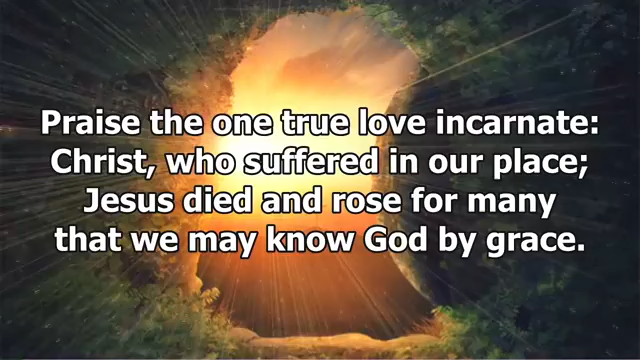 Praise the one true love incarnate:
Christ, who suffered in our place;
Jesus died and rose for many
that we may know God by grace.